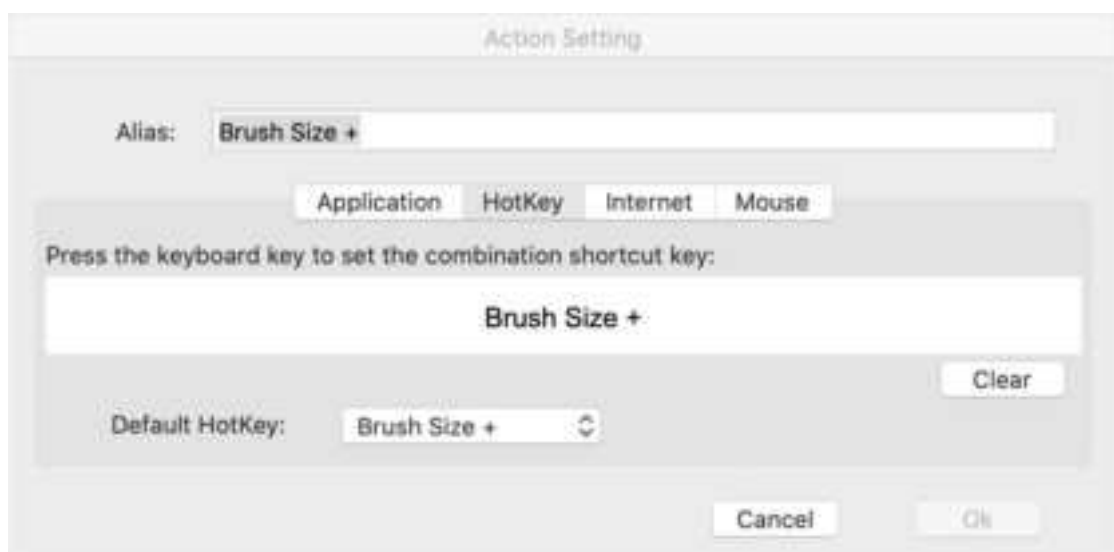 Action Setting
Alias: Brush Size +
Application HotKey Internet Mouse
Press the keyboard key to set the combination shortcut key:
Brush Size +
Clear
Default HotKey: Brush Size +
Cancel Ok